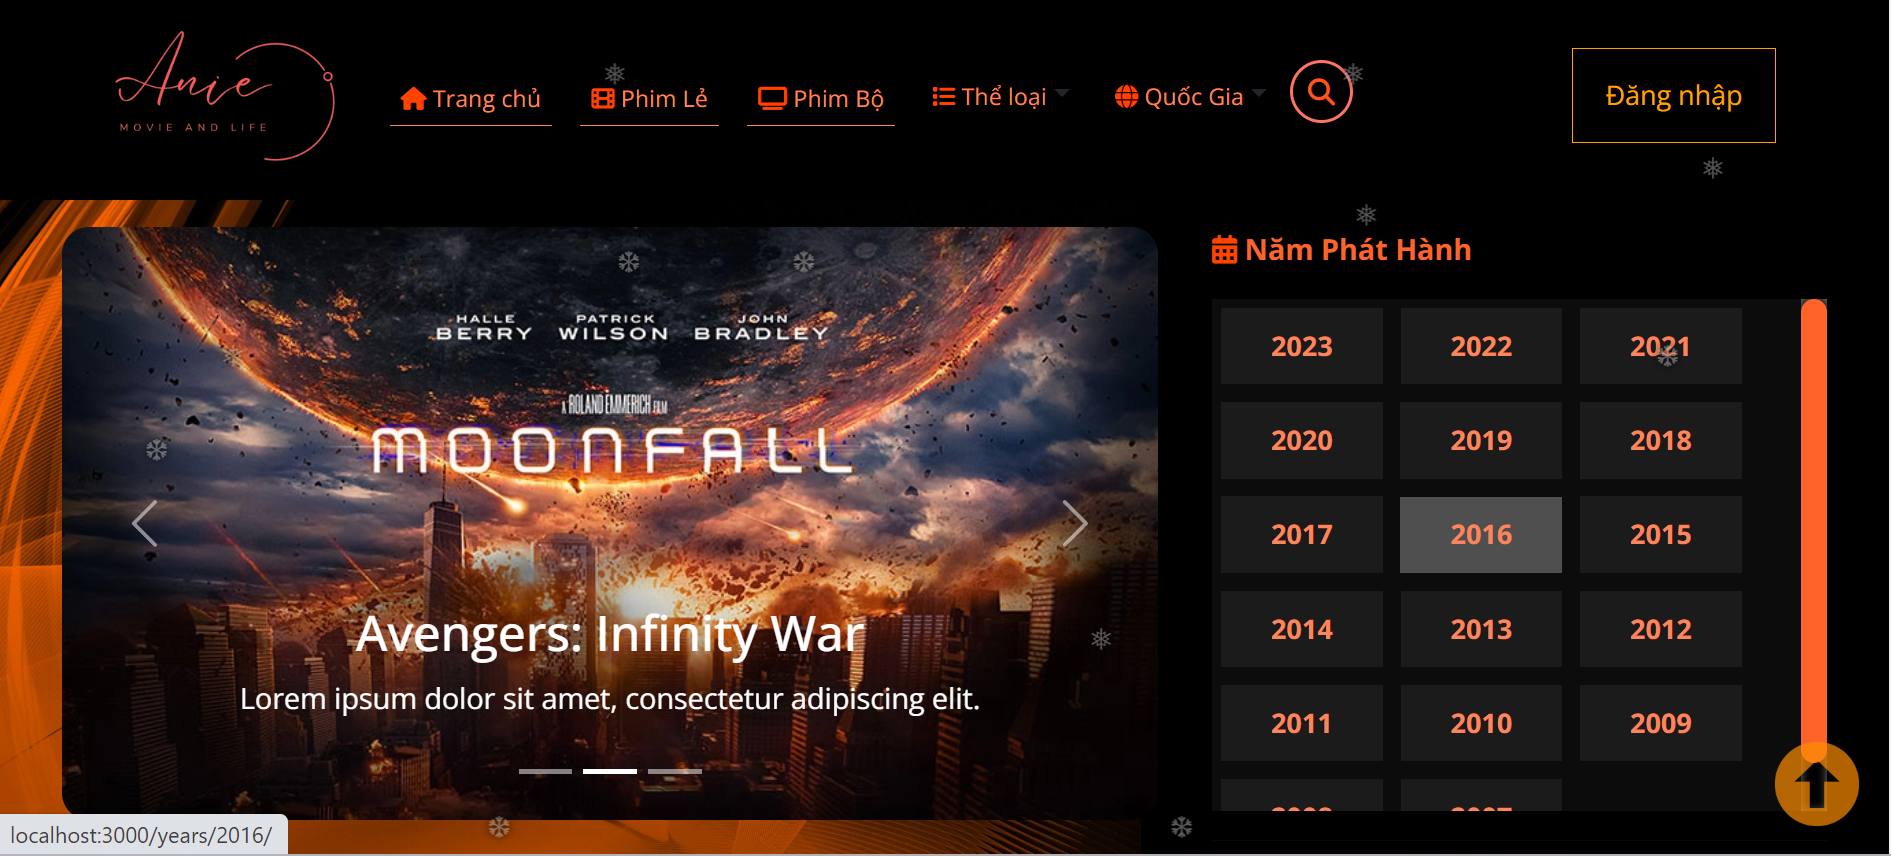 Anie
MOVIE AND LIFE
Trang chủ
Phim Lẻ
Phim Bộ
Thể loại
Quốc Gia
Đăng nhập
HALLE BERRY
PATRICK WILSON
JOHN BRADLEY
A ROLAND EMMERICH FILM
MOONFALL
Avengers: Infinity War
Lorem ipsum dolor sit amet, consectetur adipiscing elit.
Năm Phát Hành
2023 2022 2021
2020 2019 2018
2017 2016 2015
2014 2013 2012
2011 2010 2009
2008 2007
localhost:3000/years/2016/